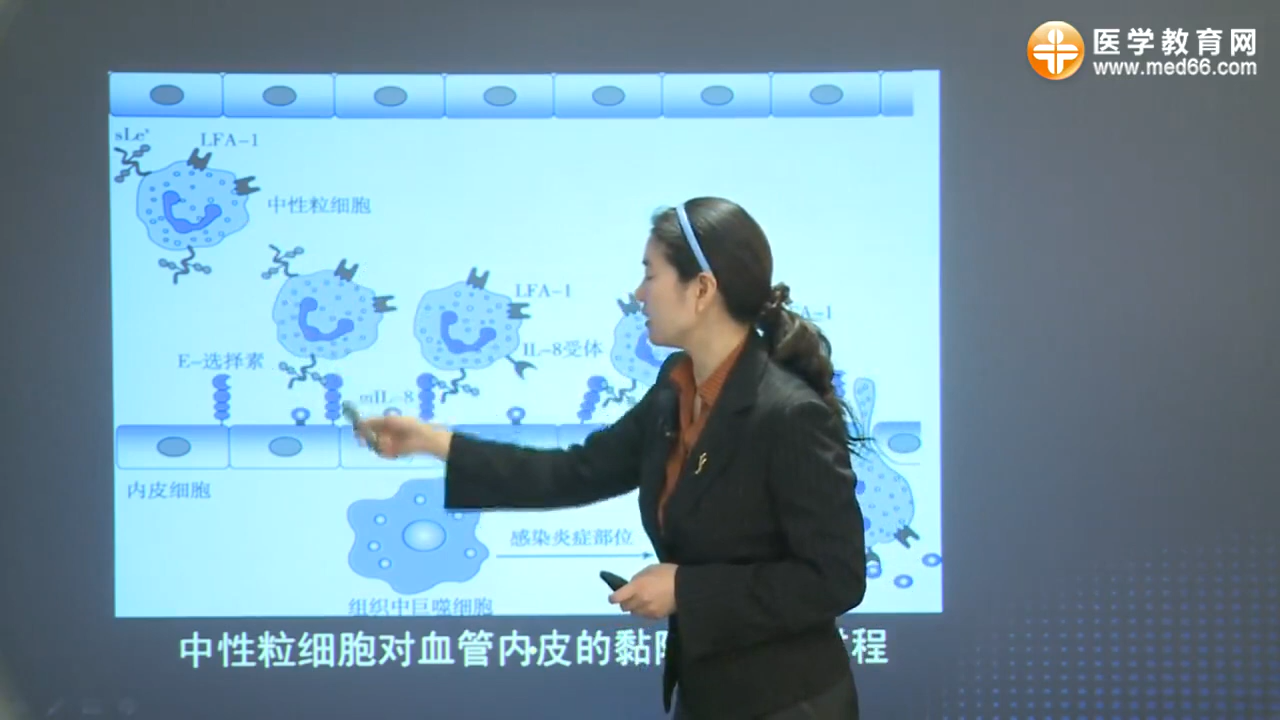 医学教育网
www.med66.com
sLeˣ
LFA-1
中性粒细胞
LFA-1
E-选择素
IL-8受体
mIL-8
内皮细胞
感染炎症部位
组织中巨噬细胞
中性粒细胞对血管内皮的黏 程